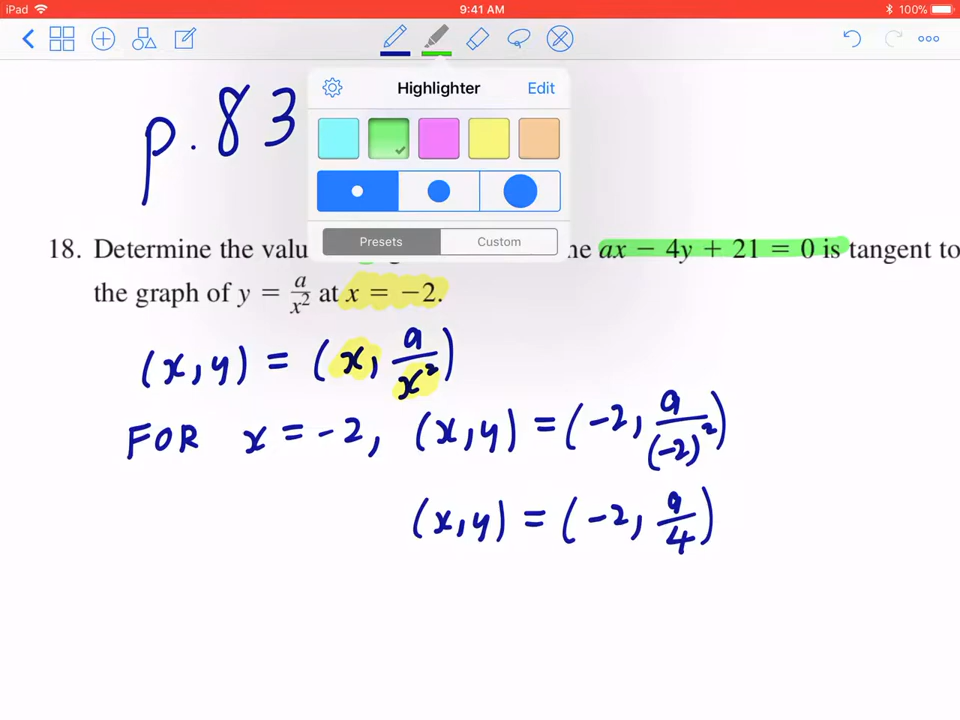 iPad 9:41 AM 100%
Highlighter Edit
Presets Custom
p. 83
18. Determine the valu ne ax − 4y + 21 = 0 is tangent to
the graph of y = a/x² at x = −2.
(x,y) = (x, a/x²)
FOR x = -2, (x,y) = (-2, a/(-2)²)
(x,y) = (-2, a/4)